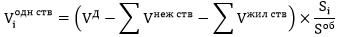 V_i^{одн ств} = (V^Д − ∑ V^{неж ств} − ∑ V^{жил ств}) × S_i / S^{об}